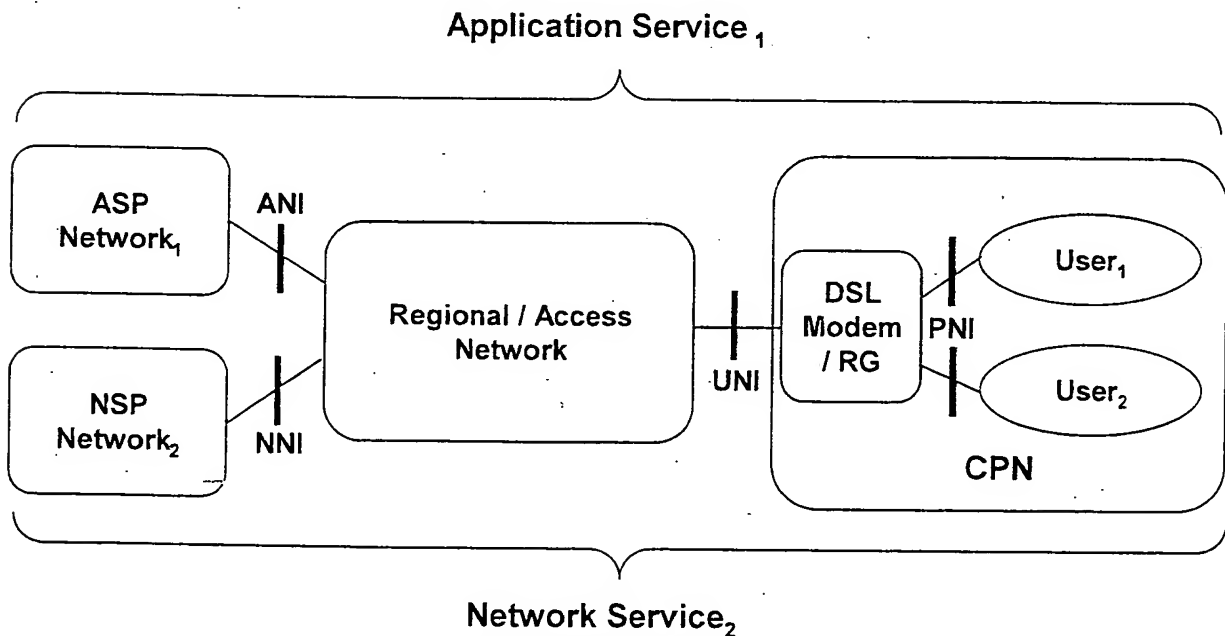 Application Service₁
ASP
Network₁
ANI
NSP
Network₂
NNI
Regional / Access
Network
UNI
DSL
Modem
/ RG
PNI
User₁
User₂
CPN
Network Service₂